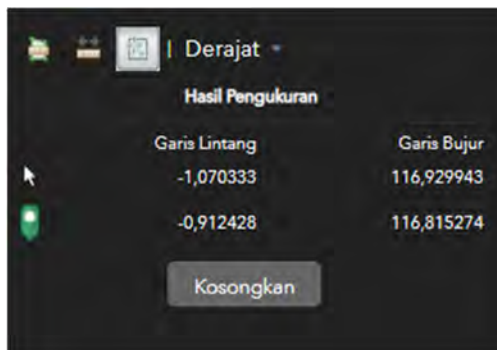 | Derajat
Hasil Pengukuran
Garis Lintang Garis Bujur
-1,070333 116,929943
-0,912428 116,815274
Kosongkan